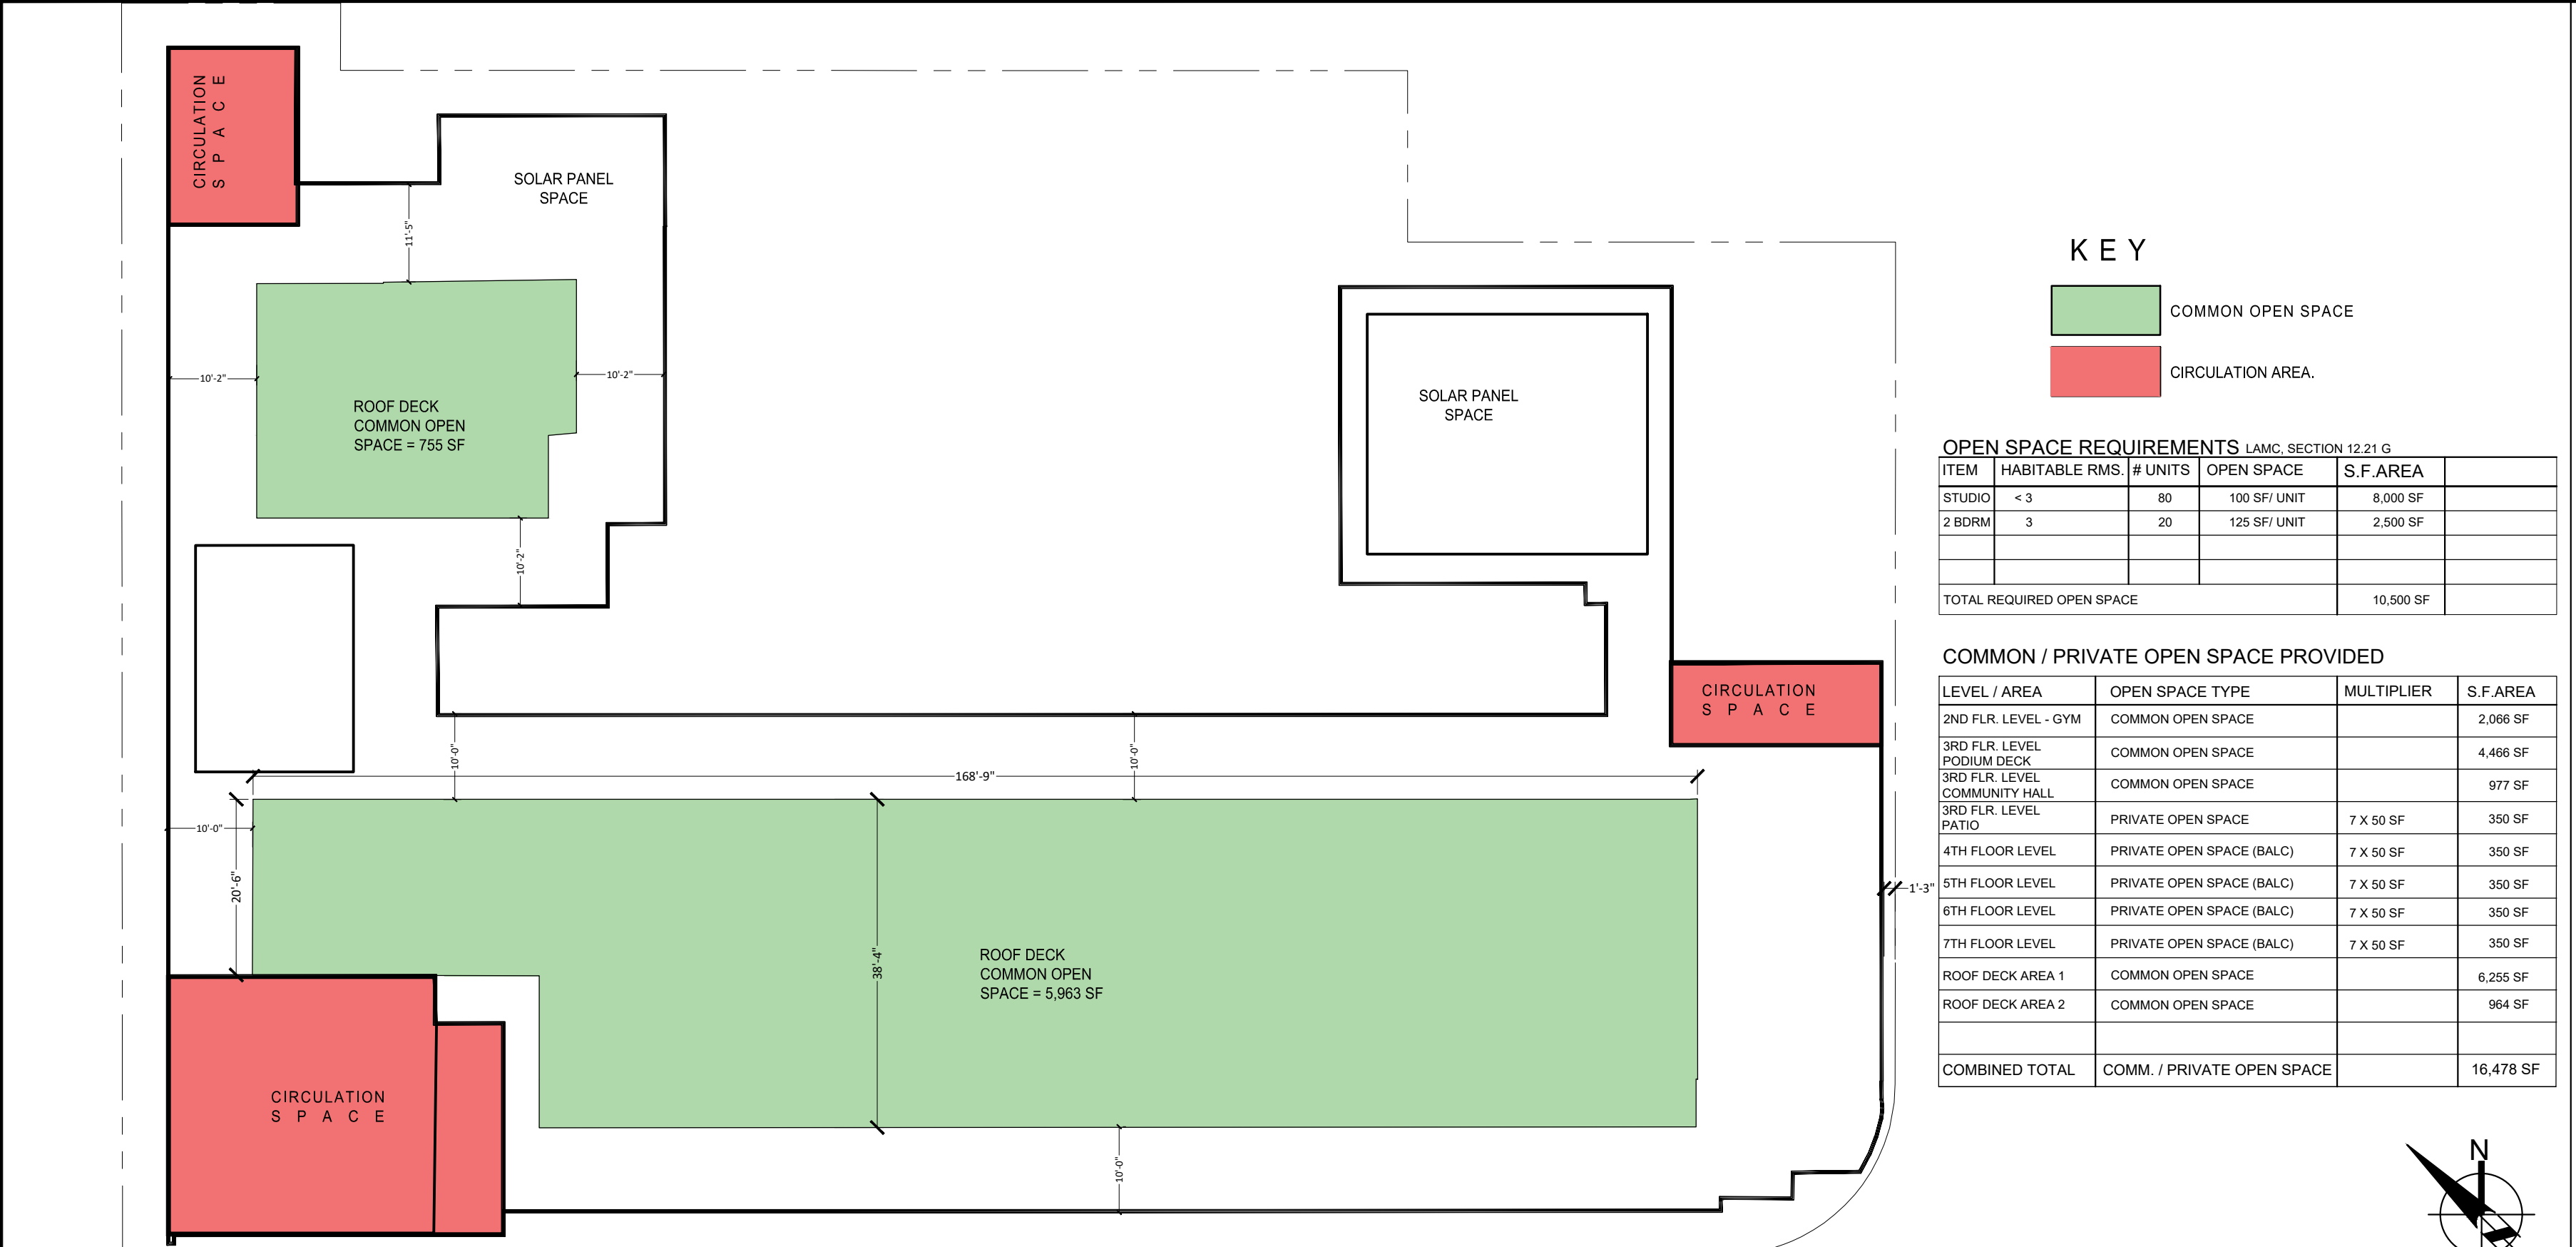 CIRCULATION
S P A C E
SOLAR PANEL
SPACE
11'-5"
10'-2"
10'-2"
ROOF DECK
COMMON OPEN
SPACE = 755 SF
10'-2"
SOLAR PANEL
SPACE
CIRCULATION
S P A C E
10'-0"
10'-0"
168'-9"
10'-0"
20'-6"
38'-4"
1'-3"
ROOF DECK
COMMON OPEN
SPACE = 5,963 SF
CIRCULATION
S P A C E
10'-0"
K E Y
COMMON OPEN SPACE
CIRCULATION AREA.
OPEN SPACE REQUIREMENTS LAMC, SECTION 12.21 G
ITEM HABITABLE RMS. # UNITS OPEN SPACE S.F.AREA
STUDIO < 3 80 100 SF/ UNIT 8,000 SF
2 BDRM 3 20 125 SF/ UNIT 2,500 SF
TOTAL REQUIRED OPEN SPACE 10,500 SF
COMMON / PRIVATE OPEN SPACE PROVIDED
LEVEL / AREA OPEN SPACE TYPE MULTIPLIER S.F.AREA
2ND FLR. LEVEL - GYM COMMON OPEN SPACE 2,066 SF
3RD FLR. LEVEL
PODIUM DECK COMMON OPEN SPACE 4,466 SF
3RD FLR. LEVEL
COMMUNITY HALL COMMON OPEN SPACE 977 SF
3RD FLR. LEVEL
PATIO PRIVATE OPEN SPACE 7 X 50 SF 350 SF
4TH FLOOR LEVEL PRIVATE OPEN SPACE (BALC) 7 X 50 SF 350 SF
5TH FLOOR LEVEL PRIVATE OPEN SPACE (BALC) 7 X 50 SF 350 SF
6TH FLOOR LEVEL PRIVATE OPEN SPACE (BALC) 7 X 50 SF 350 SF
7TH FLOOR LEVEL PRIVATE OPEN SPACE (BALC) 7 X 50 SF 350 SF
ROOF DECK AREA 1 COMMON OPEN SPACE 6,255 SF
ROOF DECK AREA 2 COMMON OPEN SPACE 964 SF
COMBINED TOTAL COMM. / PRIVATE OPEN SPACE 16,478 SF
N